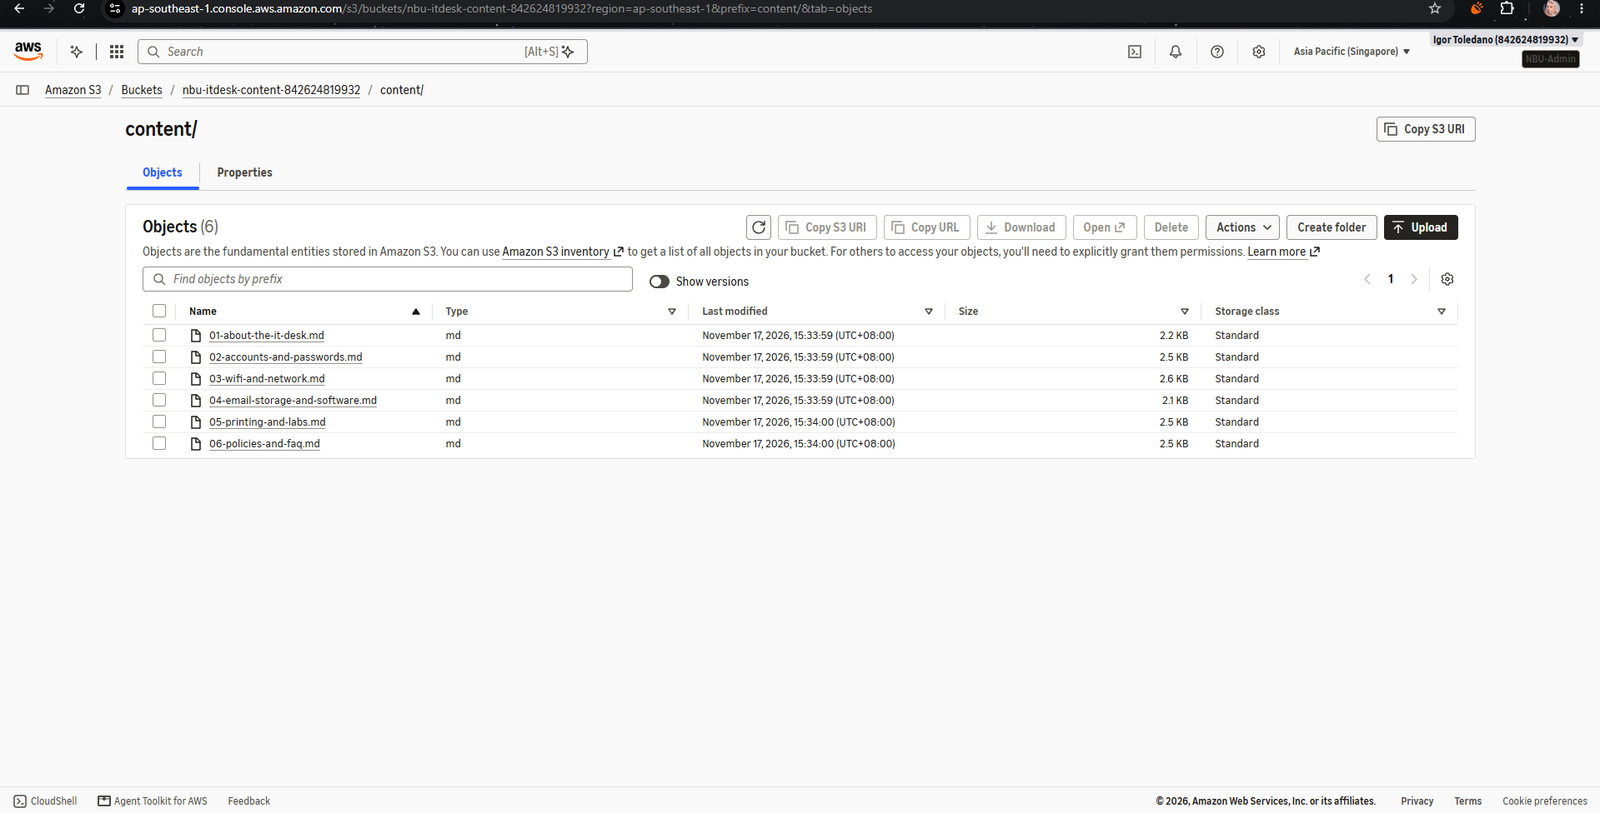 ap-southeast-1.console.aws.amazon.com/s3/buckets/nbu-itdesk-content-842624819932?region=ap-southeast-1&prefix=content/&tab=objects
aws
Search [Alt+S]
Asia Pacific (Singapore)
Igor Toledano (842624819932)
NBU-Admin
Amazon S3 / Buckets / nbu-itdesk-content-842624819932 / content/
content/
Copy S3 URI
Objects Properties
Objects (6)
Copy S3 URI Copy URL Download Open Delete Actions Create folder Upload
Objects are the fundamental entities stored in Amazon S3. You can use Amazon S3 inventory to get a list of all objects in your bucket. For others to access your objects, you'll need to explicitly grant them permissions. Learn more
Find objects by prefix
Show versions
1
Name Type Last modified Size Storage class
01-about-the-it-desk.md md November 17, 2026, 15:33:59 (UTC+08:00) 2.2 KB Standard
02-accounts-and-passwords.md md November 17, 2026, 15:33:59 (UTC+08:00) 2.5 KB Standard
03-wifi-and-network.md md November 17, 2026, 15:33:59 (UTC+08:00) 2.6 KB Standard
04-email-storage-and-software.md md November 17, 2026, 15:33:59 (UTC+08:00) 2.1 KB Standard
05-printing-and-labs.md md November 17, 2026, 15:34:00 (UTC+08:00) 2.5 KB Standard
06-policies-and-faq.md md November 17, 2026, 15:34:00 (UTC+08:00) 2.5 KB Standard
CloudShell Agent Toolkit for AWS Feedback © 2026, Amazon Web Services, Inc. or its affiliates. Privacy Terms Cookie preferences